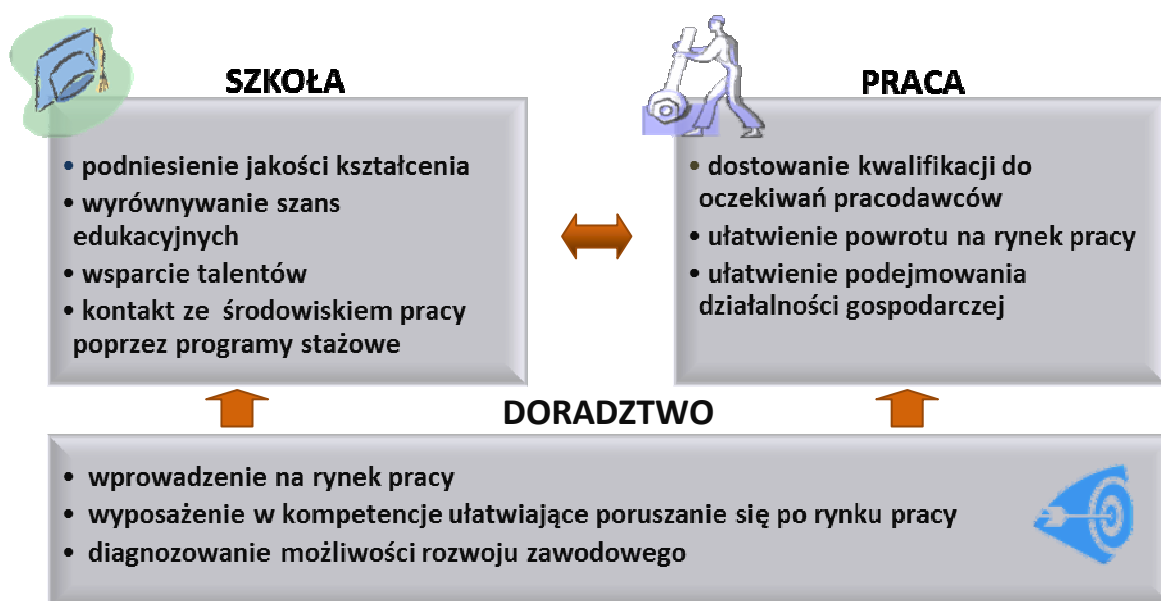 SZKOŁA
• podniesienie jakości kształcenia
• wyrównywanie szans
edukacyjnych
• wsparcie talentów
• kontakt ze środowiskiem pracy
poprzez programy stażowe
PRACA
• dostowanie kwalifikacji do
oczekiwań pracodawców
• ułatwienie powrotu na rynek pracy
• ułatwienie podejmowania
działalności gospodarczej
DORADZTWO
• wprowadzenie na rynek pracy
• wyposażenie w kompetencje ułatwiające poruszanie się po rynku pracy
• diagnozowanie możliwości rozwoju zawodowego